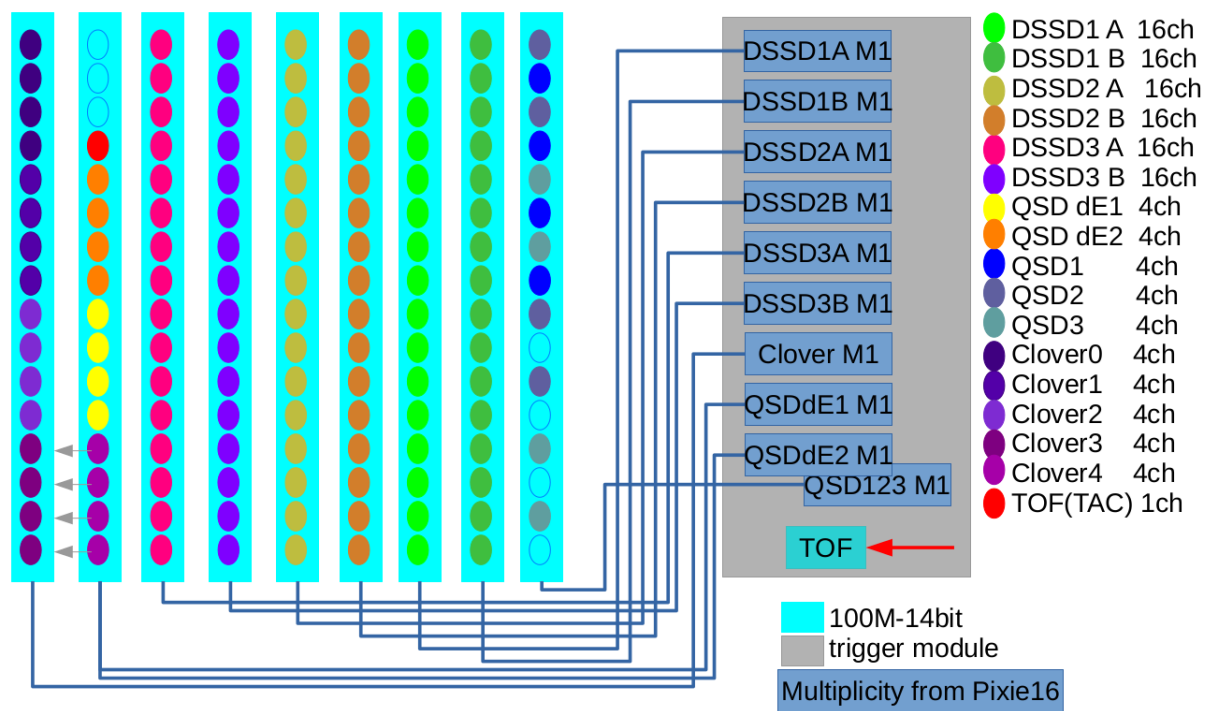 DSSD1A M1
DSSD1B M1
DSSD2A M1
DSSD2B M1
DSSD3A M1
DSSD3B M1
Clover M1
QSDdE1 M1
QSDdE2 M1
QSD123 M1
TOF
DSSD1 A 16ch
DSSD1 B 16ch
DSSD2 A 16ch
DSSD2 B 16ch
DSSD3 A 16ch
DSSD3 B 16ch
QSD dE1 4ch
QSD dE2 4ch
QSD1 4ch
QSD2 4ch
QSD3 4ch
Clover0 4ch
Clover1 4ch
Clover2 4ch
Clover3 4ch
Clover4 4ch
TOF(TAC) 1ch
100M-14bit
trigger module
Multiplicity from Pixie16